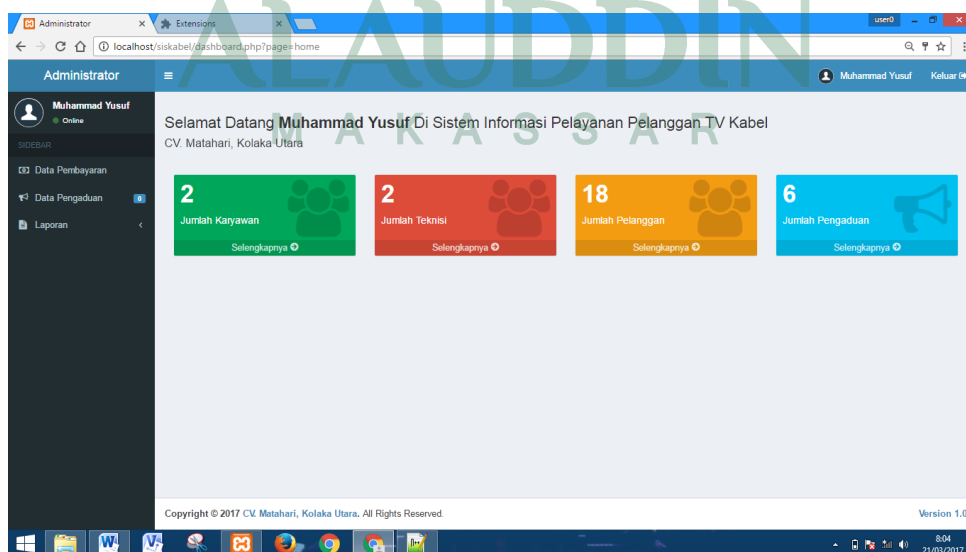 ALAUDDIN
MAKASSAR
Administrator
Extensions
user0
localhost/siskabel/dashboard.php?page=home
Administrator
Muhammad Yusuf
Keluar
Muhammad Yusuf
Online
SIDEBAR
Data Pembayaran
Data Pengaduan
Laporan
Selamat Datang Muhammad Yusuf Di Sistem Informasi Pelayanan Pelanggan TV Kabel
CV. Matahari, Kolaka Utara
2
Jumlah Karyawan
Selengkapnya
2
Jumlah Teknisi
Selengkapnya
18
Jumlah Pelanggan
Selengkapnya
6
Jumlah Pengaduan
Selengkapnya
Copyright © 2017 CV. Matahari, Kolaka Utara. All Rights Reserved.
Version 1.0
8:04
21/03/2017